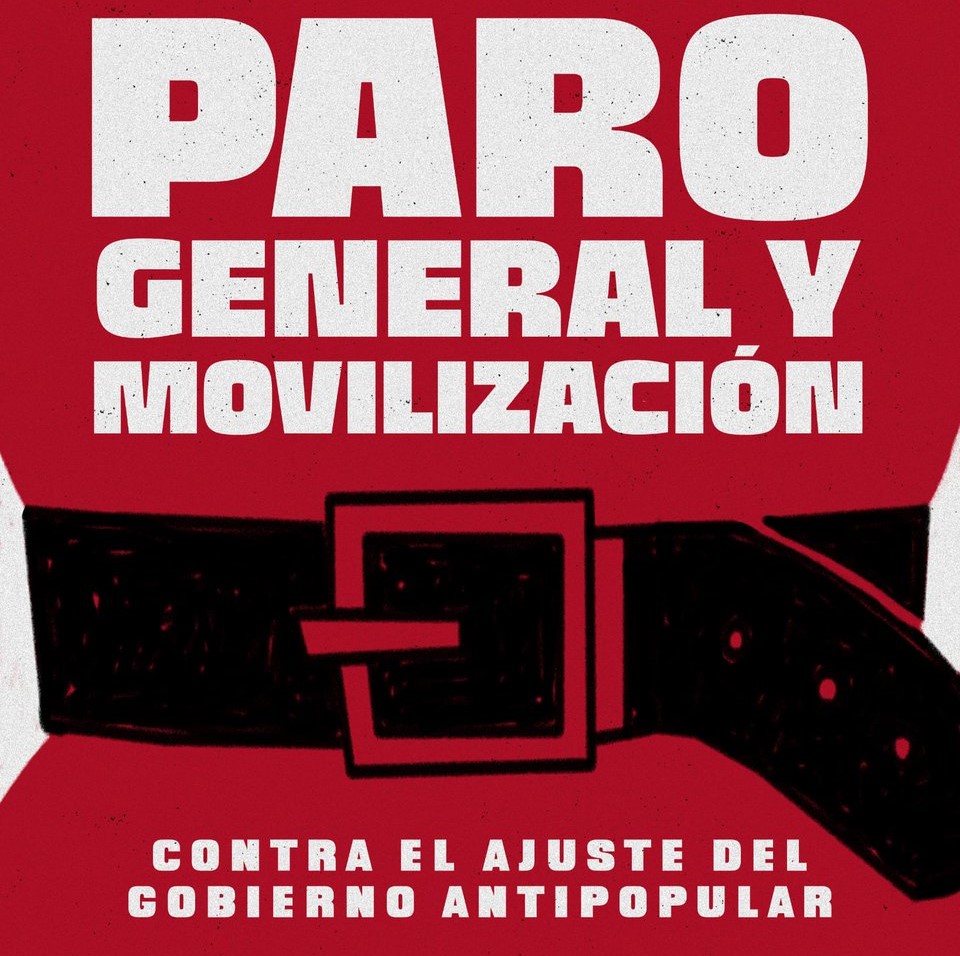 PARO
GENERAL Y
MOVILIZACIÓN
CONTRA EL AJUSTE DEL
GOBIERNO ANTIPOPULAR